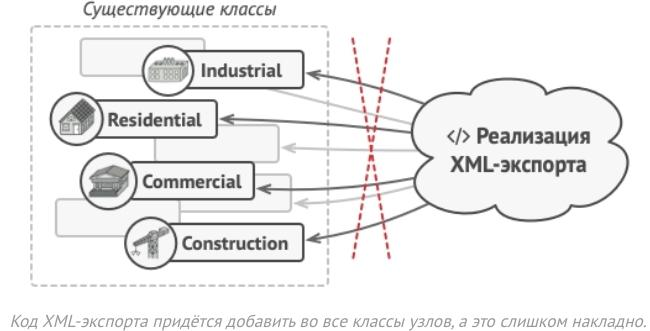 Существующие классы
Industrial
Residential
Commercial
Construction
</> Реализация
XML-экспорта
Код XML-экспорта придётся добавить во все классы узлов, а это слишком накладно.